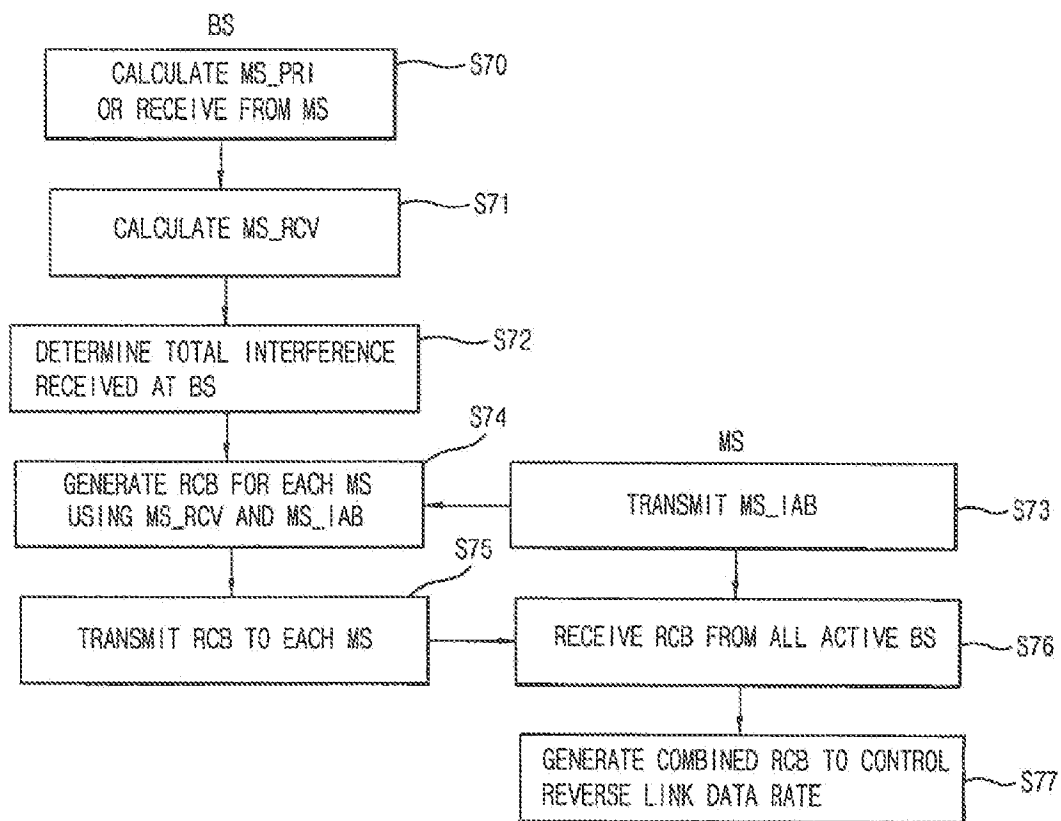 BS
CALCULATE MS_PRI
OR RECEIVE FROM MS
S70
CALCULATE MS_RCV
S71
DETERMINE TOTAL INTERFERENCE
RECEIVED AT BS
S72
GENERATE RCB FOR EACH MS
USING MS_RCV AND MS_IAB
S74
MS
TRANSMIT MS_IAB
S73
TRANSMIT RCB TO EACH MS
S75
RECEIVE RCB FROM ALL ACTIVE BS
S76
GENERATE COMBINED RCB TO CONTROL
REVERSE LINK DATA RATE
S77